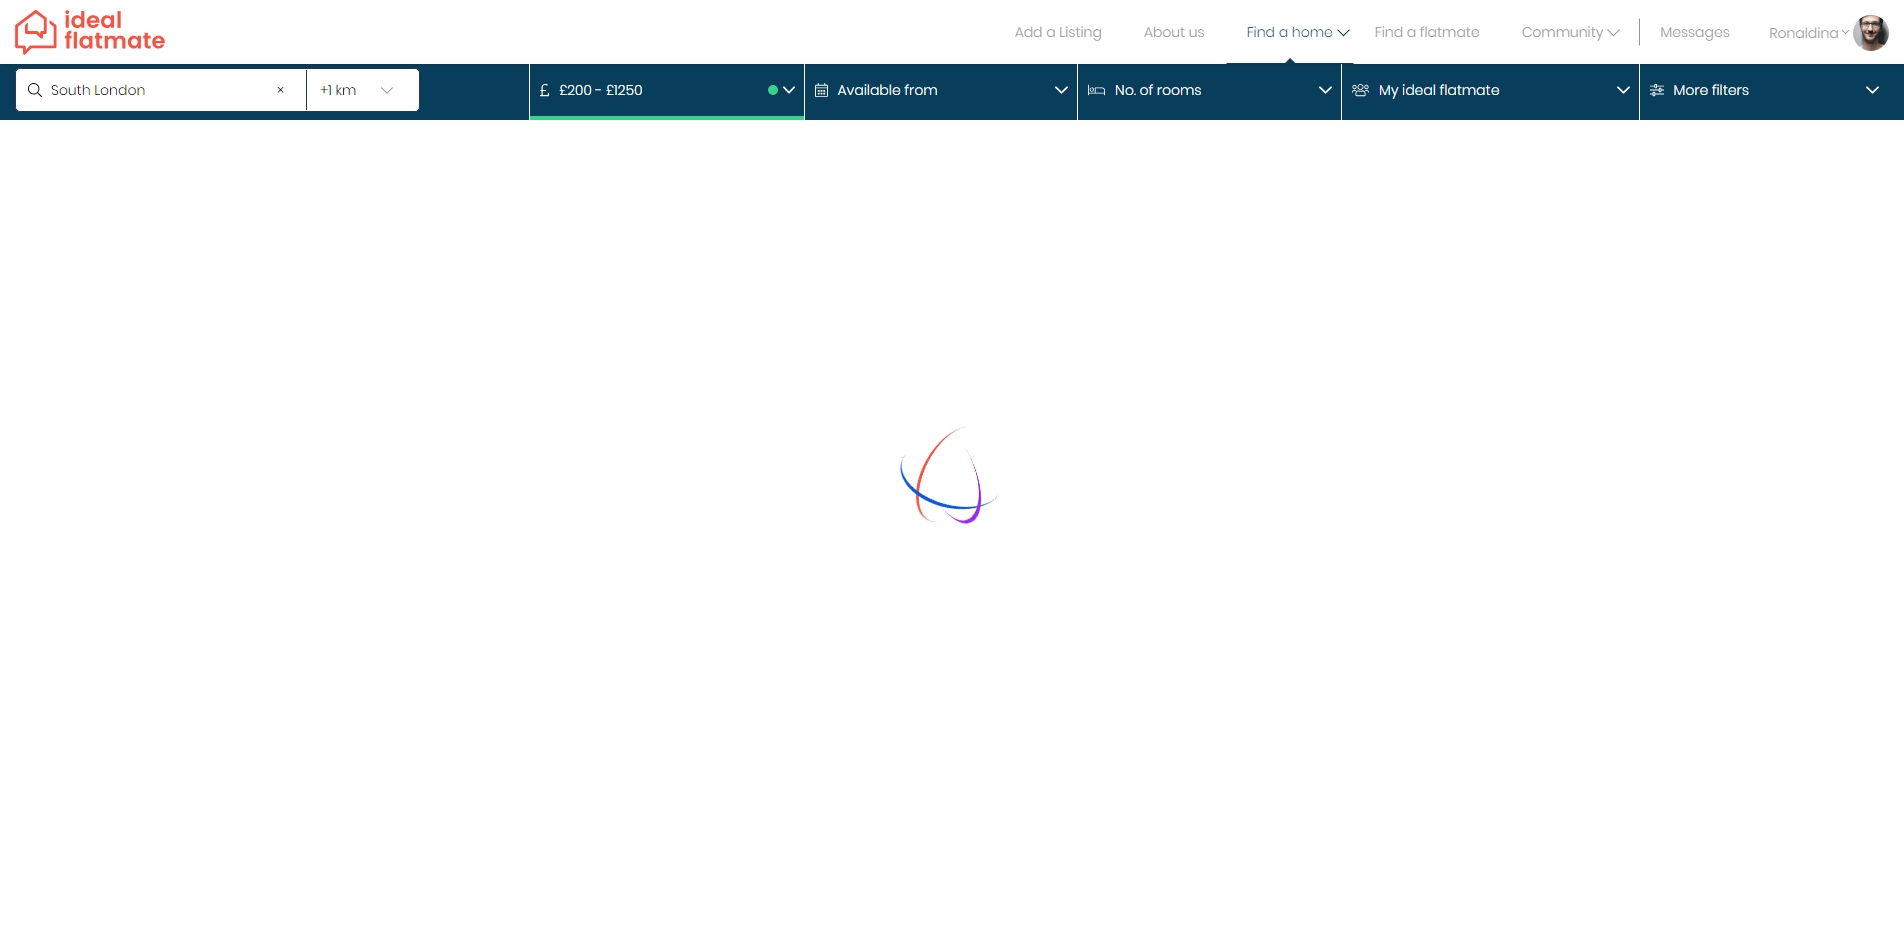 ideal
flatmate
Add a Listing
About us
Find a home
Find a flatmate
Community
Messages
Ronaldina
South London
×
+1 km
£ £200 - £1250
Available from
No. of rooms
My ideal flatmate
More filters